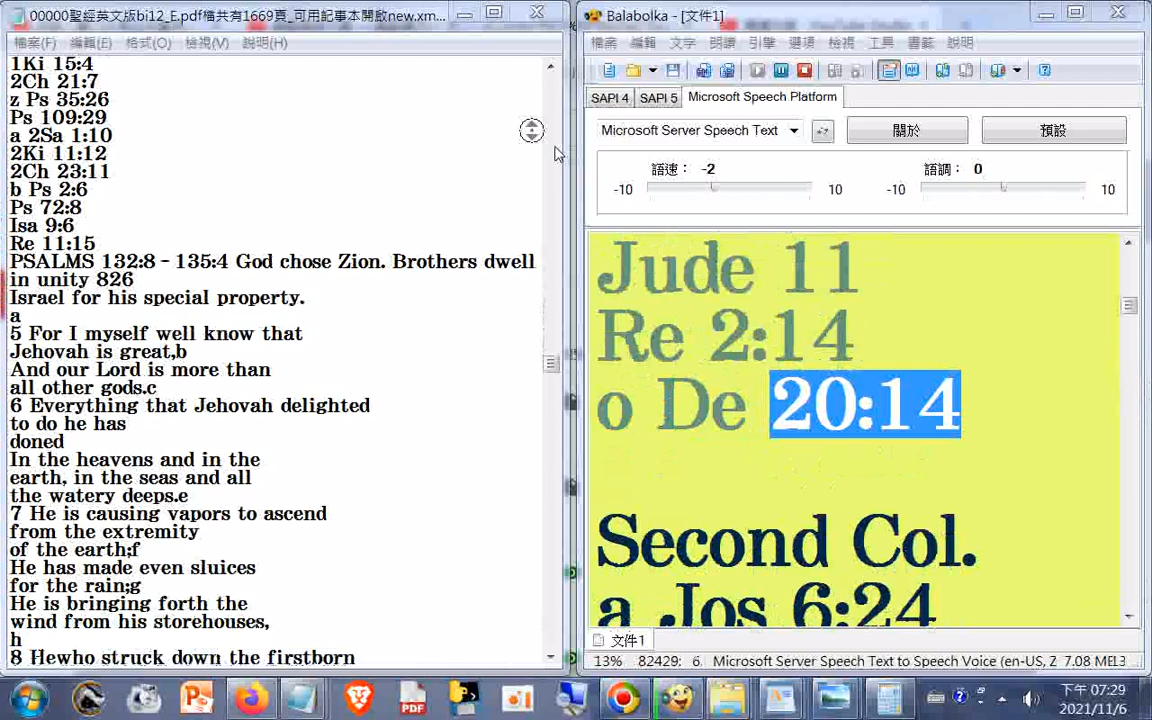 00000聖經英文版bi12_E.pdf檔共有1669頁_可用記事本開啟new.xm...
檔案(F) 編輯(E) 格式(O) 檢視(V) 說明(H)
1Ki 15:4
2Ch 21:7
z Ps 35:26
Ps 109:29
a 2Sa 1:10
2Ki 11:12
2Ch 23:11
b Ps 2:6
Ps 72:8
Isa 9:6
Re 11:15
PSALMS 132:8 - 135:4 God chose Zion. Brothers dwell
in unity 826
Israel for his special property.
a
5 For I myself well know that
Jehovah is great,b
And our Lord is more than
all other gods.c
6 Everything that Jehovah delighted
to do he has
doned
In the heavens and in the
earth, in the seas and all
the watery deeps.e
7 He is causing vapors to ascend
from the extremity
of the earth;f
He has made even sluices
for the rain;g
He is bringing forth the
wind from his storehouses,
h
8 Hewho struck down the firstborn
Balabolka - [文件1]
檔案 編輯 文字 朗讀 引擎 選項 檢視 工具 書籤 說明
SAPI 4 SAPI 5 Microsoft Speech Platform
Microsoft Server Speech Text 關於 預設
語速： -2 語調： 0
-10 10 -10 10
Jude 11
Re 2:14
o De 20:14
Second Col.
a Jos 6:24
文件1
13% 82429: 6 Microsoft Server Speech Text to Speech Voice (en-US, Z 7.08 ME
PDF
下午 07:29
2021/11/6